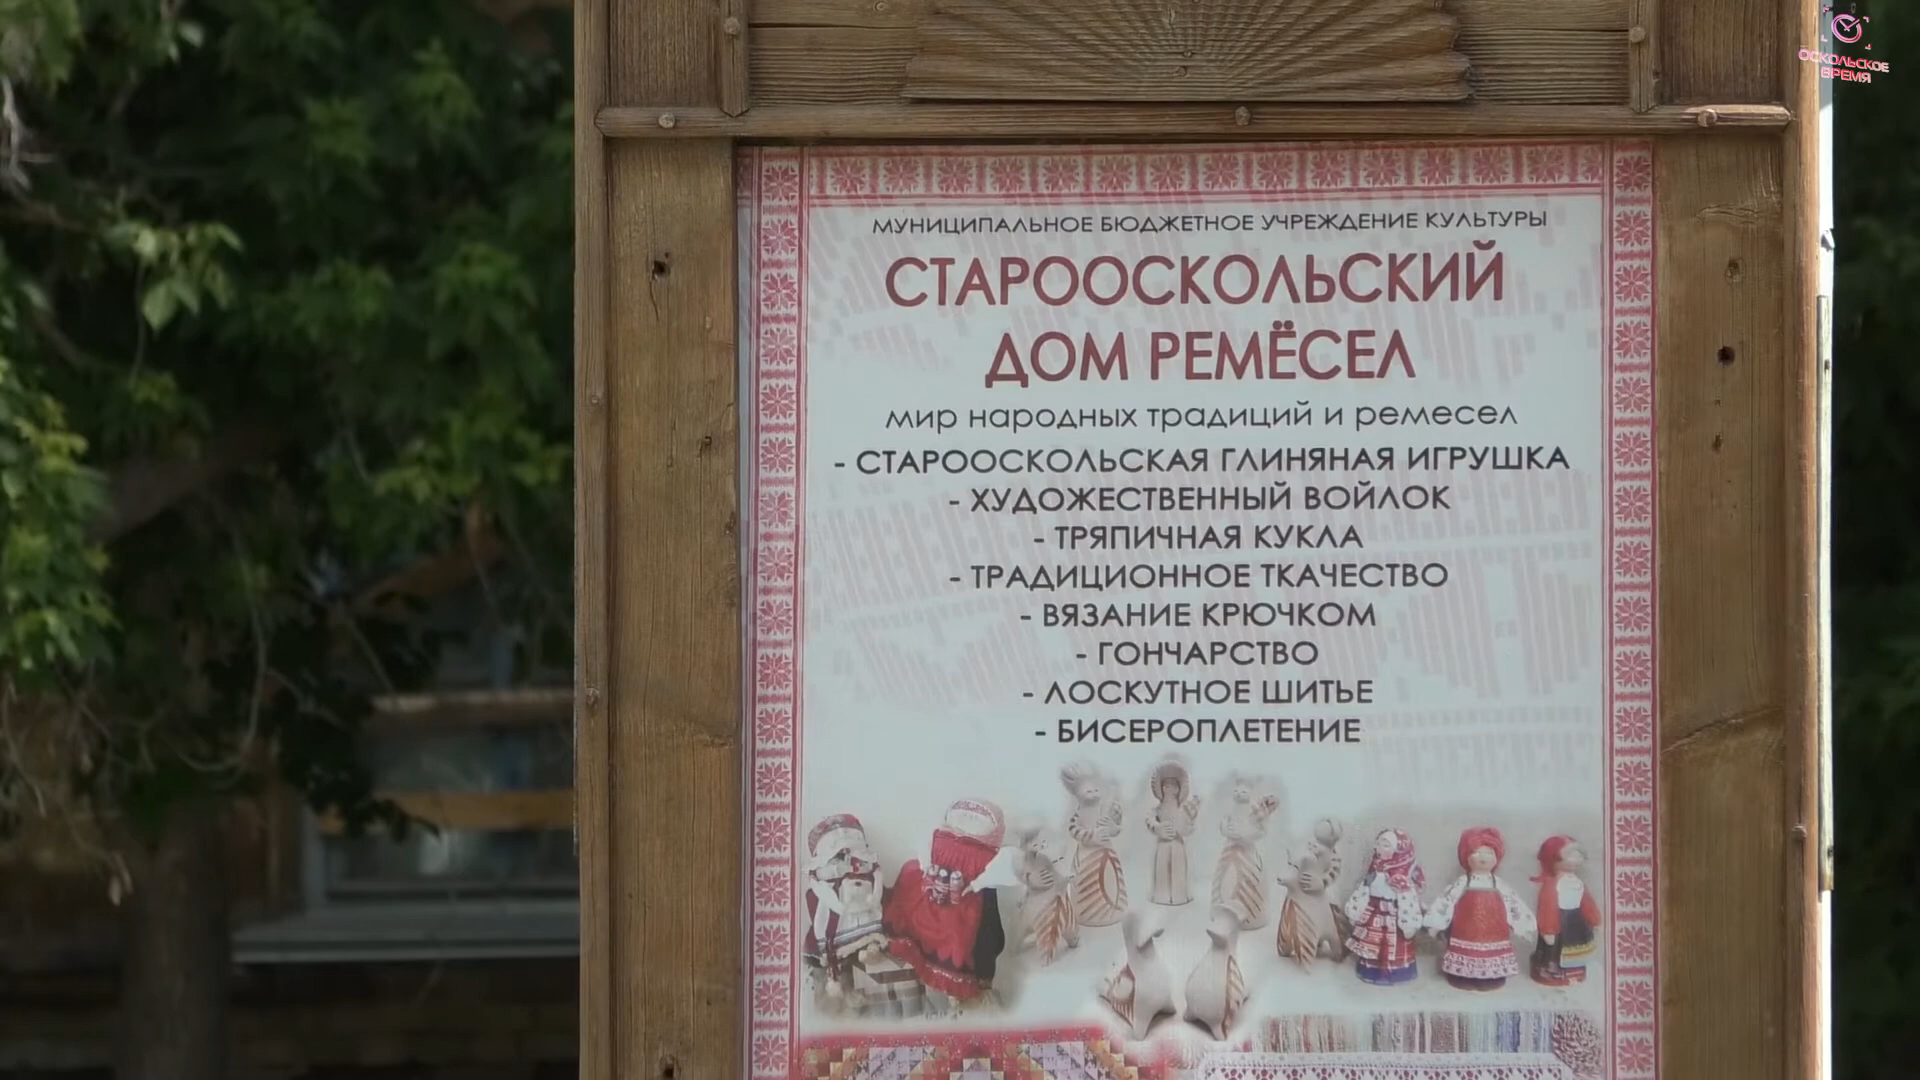 ОСКОЛЬСКОЕ
ВРЕМЯ
МУНИЦИПАЛЬНОЕ БЮДЖЕТНОЕ УЧРЕЖДЕНИЕ КУЛЬТУРЫ
СТАРООСКОЛЬСКИЙ
ДОМ РЕМЁСЕЛ
мир народных традиций и ремесел
- СТАРООСКОЛЬСКАЯ ГЛИНЯНАЯ ИГРУШКА
- ХУДОЖЕСТВЕННЫЙ ВОЙЛОК
- ТРЯПИЧНАЯ КУКЛА
- ТРАДИЦИОННОЕ ТКАЧЕСТВО
- ВЯЗАНИЕ КРЮЧКОМ
- ГОНЧАРСТВО
- ЛОСКУТНОЕ ШИТЬЕ
- БИСЕРОПЛЕТЕНИЕ